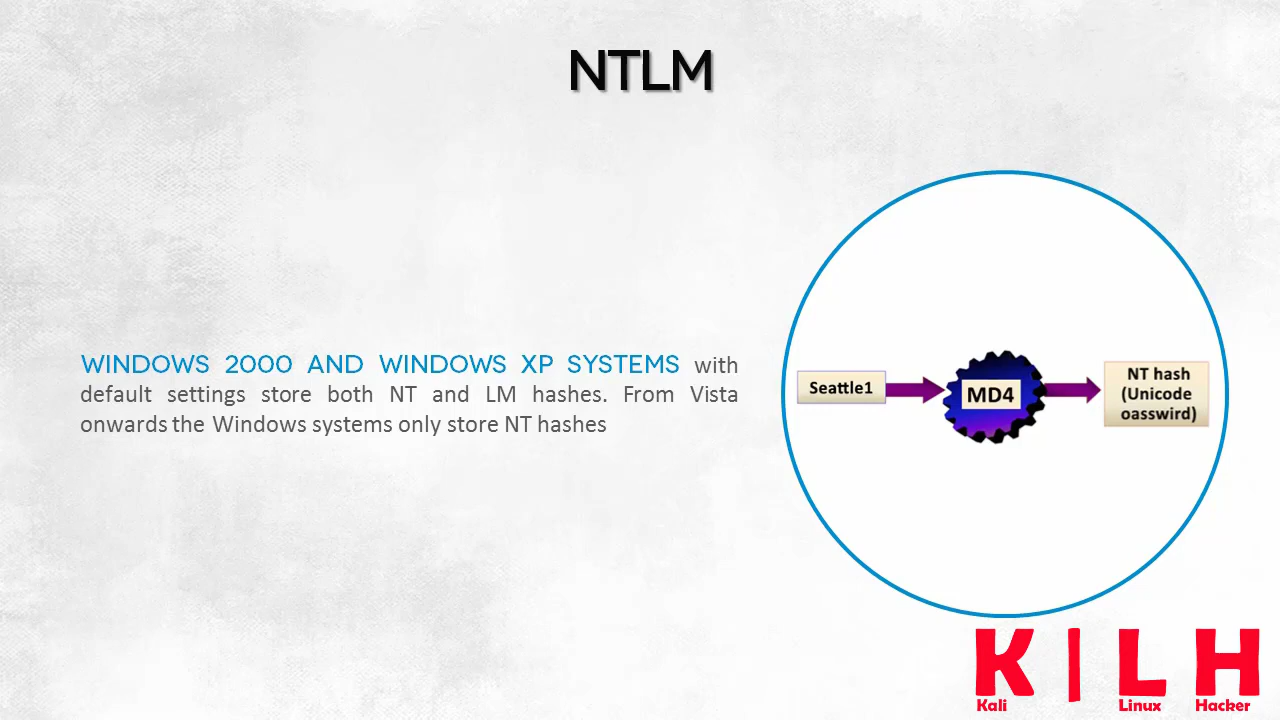 NTLM
WINDOWS 2000 AND WINDOWS XP SYSTEMS with
default settings store both NT and LM hashes. From Vista
onwards the Windows systems only store NT hashes
Seattle1
MD4
NT hash
(Unicode
oasswird)
K | L H
Kali Linux Hacker